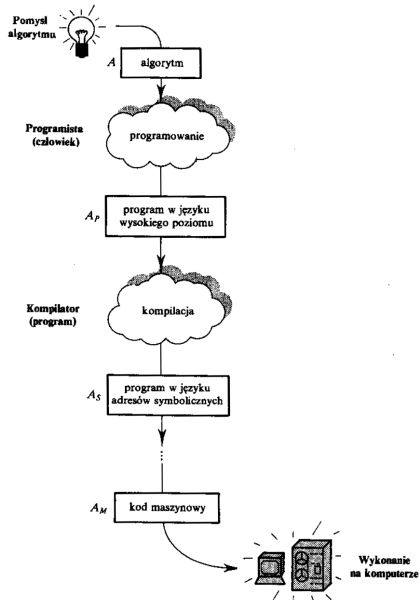 Pomysł
algorytmu
A
algorytm
Programista
(człowiek)
programowanie
A_P
program w języku
wysokiego poziomu
Kompilator
(program)
kompilacja
A_S
program w języku
adresów symbolicznych
A_M
kod maszynowy
Wykonanie
na komputerze